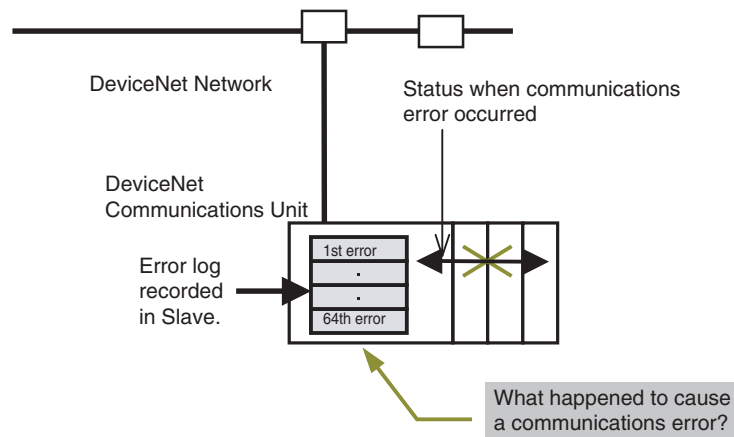 DeviceNet Network
Status when communications
error occurred
DeviceNet
Communications Unit
Error log
recorded
in Slave.
1st error
.
.
64th error
What happened to cause
a communications error?